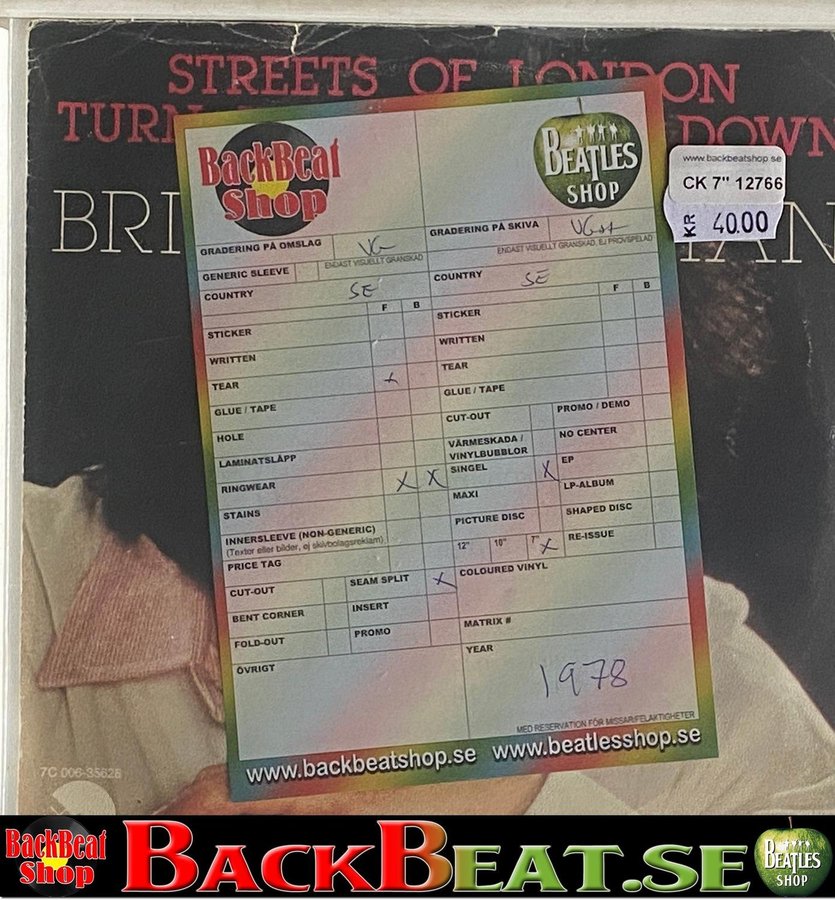 STREETS OF LONDON
TURN DOWN
BRI AN
www.backbeatshop.se
CK 7" 12766
KR 40.00
BackBeat
Shop
BEATLES
SHOP
GRADERING PÅ OMSLAG VG
ENDAST VISUELLT GRANSKAD
GENERIC SLEEVE
COUNTRY SE
F B
STICKER
WRITTEN
TEAR X
GLUE / TAPE
HOLE
LAMINATSLÄPP
RINGWEAR X X
STAINS
INNERSLEEVE (NON-GENERIC)
(Texter eller bilder, ej skivbolagsreklam)
PRICE TAG
CUT-OUT SEAM SPLIT X
BENT CORNER INSERT
FOLD-OUT PROMO
ÖVRIGT
GRADERING PÅ SKIVA
ENDAST VISUELLT GRANSKAD, EJ PROVSPELAD
COUNTRY SE
F B
STICKER
WRITTEN
TEAR
GLUE / TAPE
CUT-OUT PROMO / DEMO
VÄRMESKADA / NO CENTER
VINYLBUBBLOR
SINGEL X EP
MAXI LP-ALBUM
PICTURE DISC SHAPED DISC
12" 10" 7" X RE-ISSUE
COLOURED VINYL
MATRIX #
YEAR
1978
MED RESERVATION FÖR MISSAR/FELAKTIGHETER
www.backbeatshop.se www.beatlesshop.se
7C 006-35628
BackBeat
Shop
BACKBEAT.SE
BEATLES
SHOP